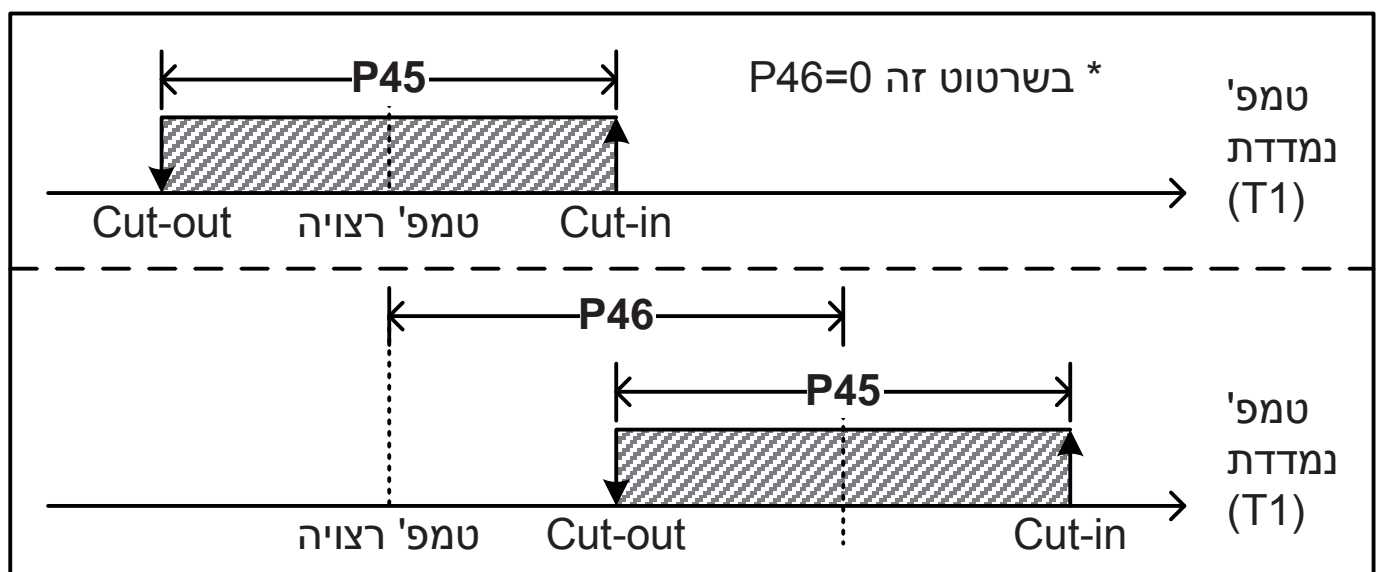 P45
* בשרטוט זה P46=0
טמפ'
נמדדת
(T1)
Cut-out
טמפ' רצויה
Cut-in
P46
P45
טמפ'
נמדדת
(T1)
טמפ' רצויה
Cut-out
Cut-in